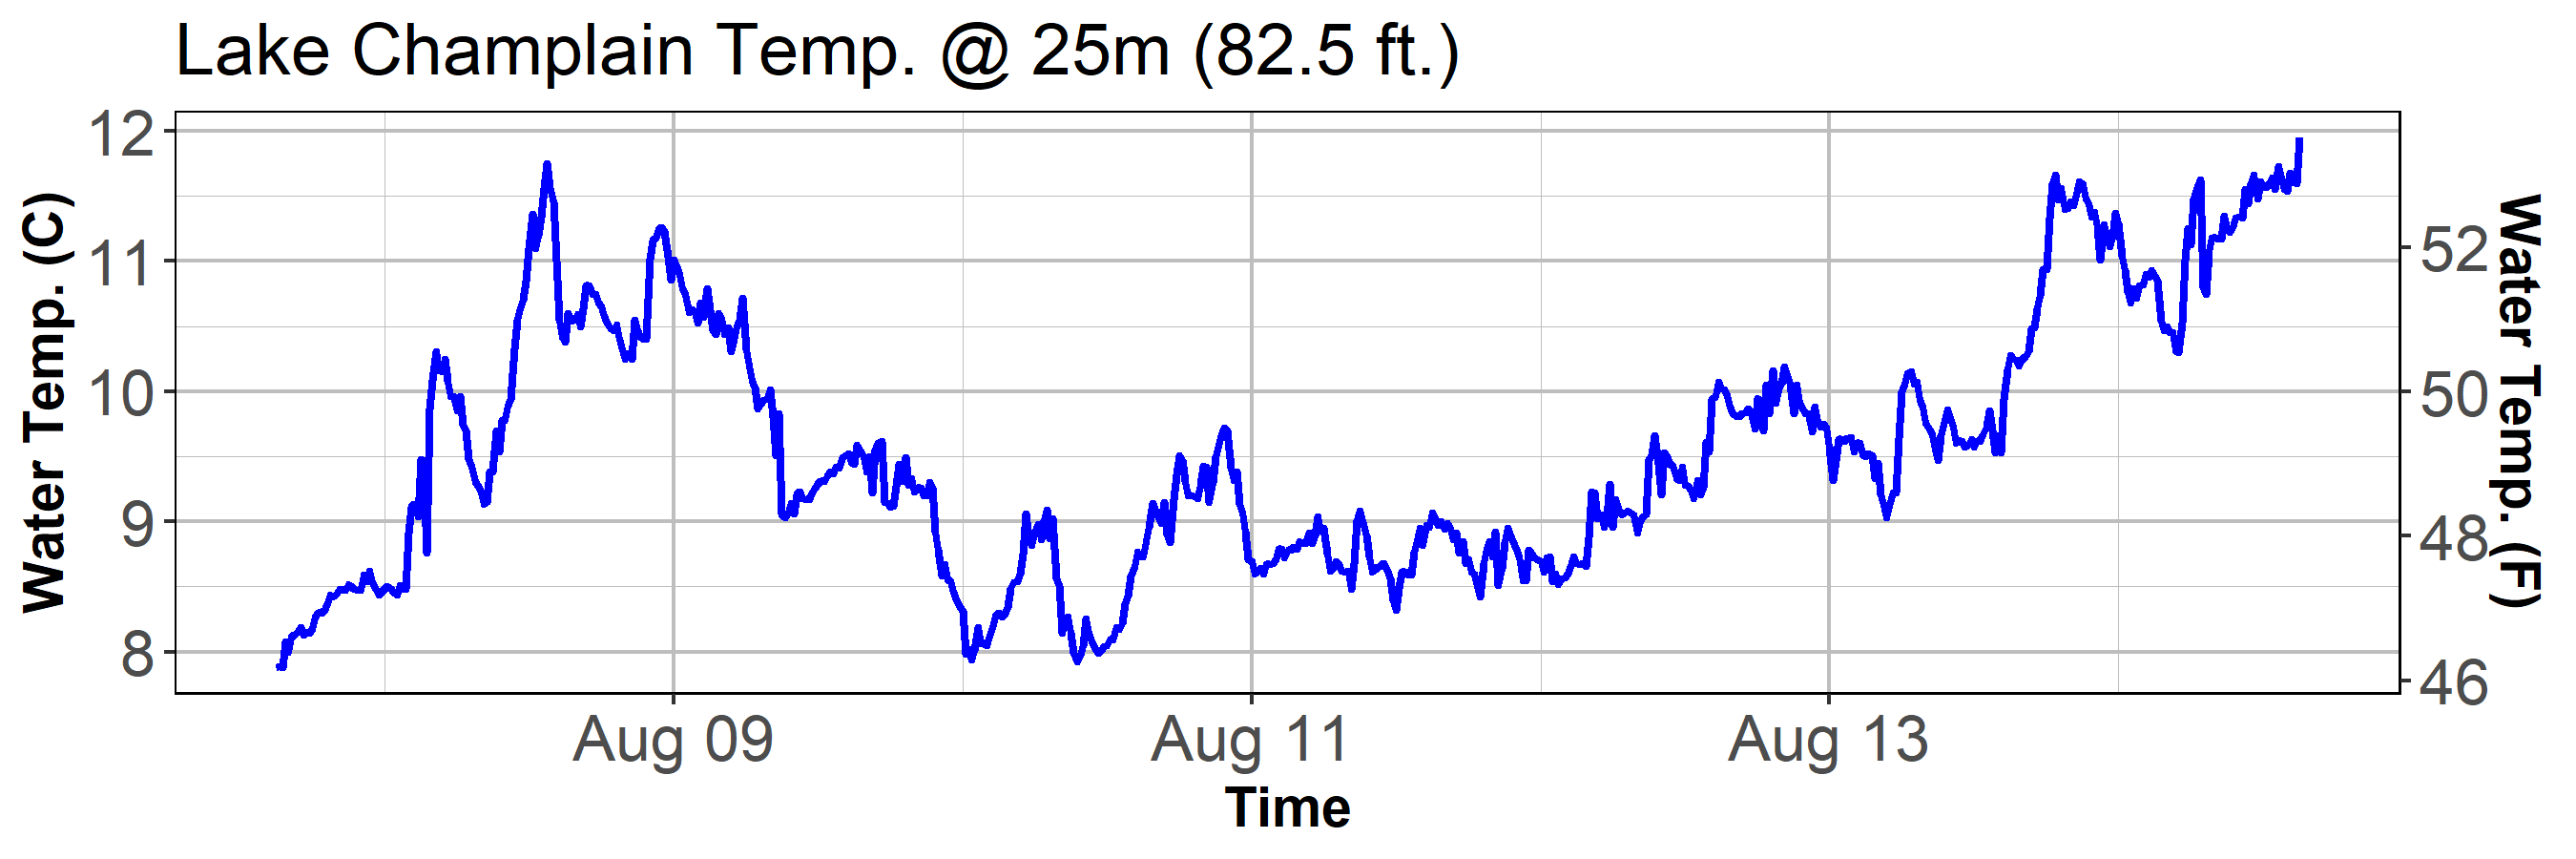 Lake Champlain Temp. @ 25m (82.5 ft.)
Water Temp. (C)
12
11
10
9
8
52
50
48
46
Water Temp. (F)
Aug 09
Aug 11
Aug 13
Time